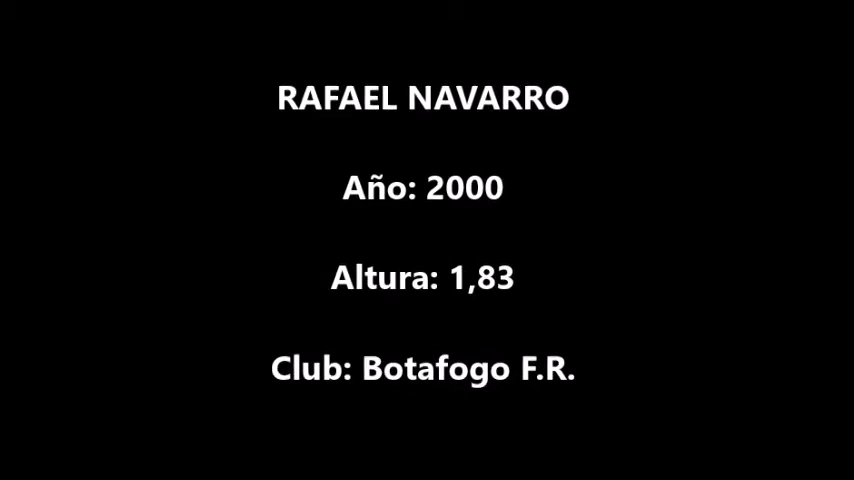 RAFAEL NAVARRO
Año: 2000
Altura: 1,83
Club: Botafogo F.R.